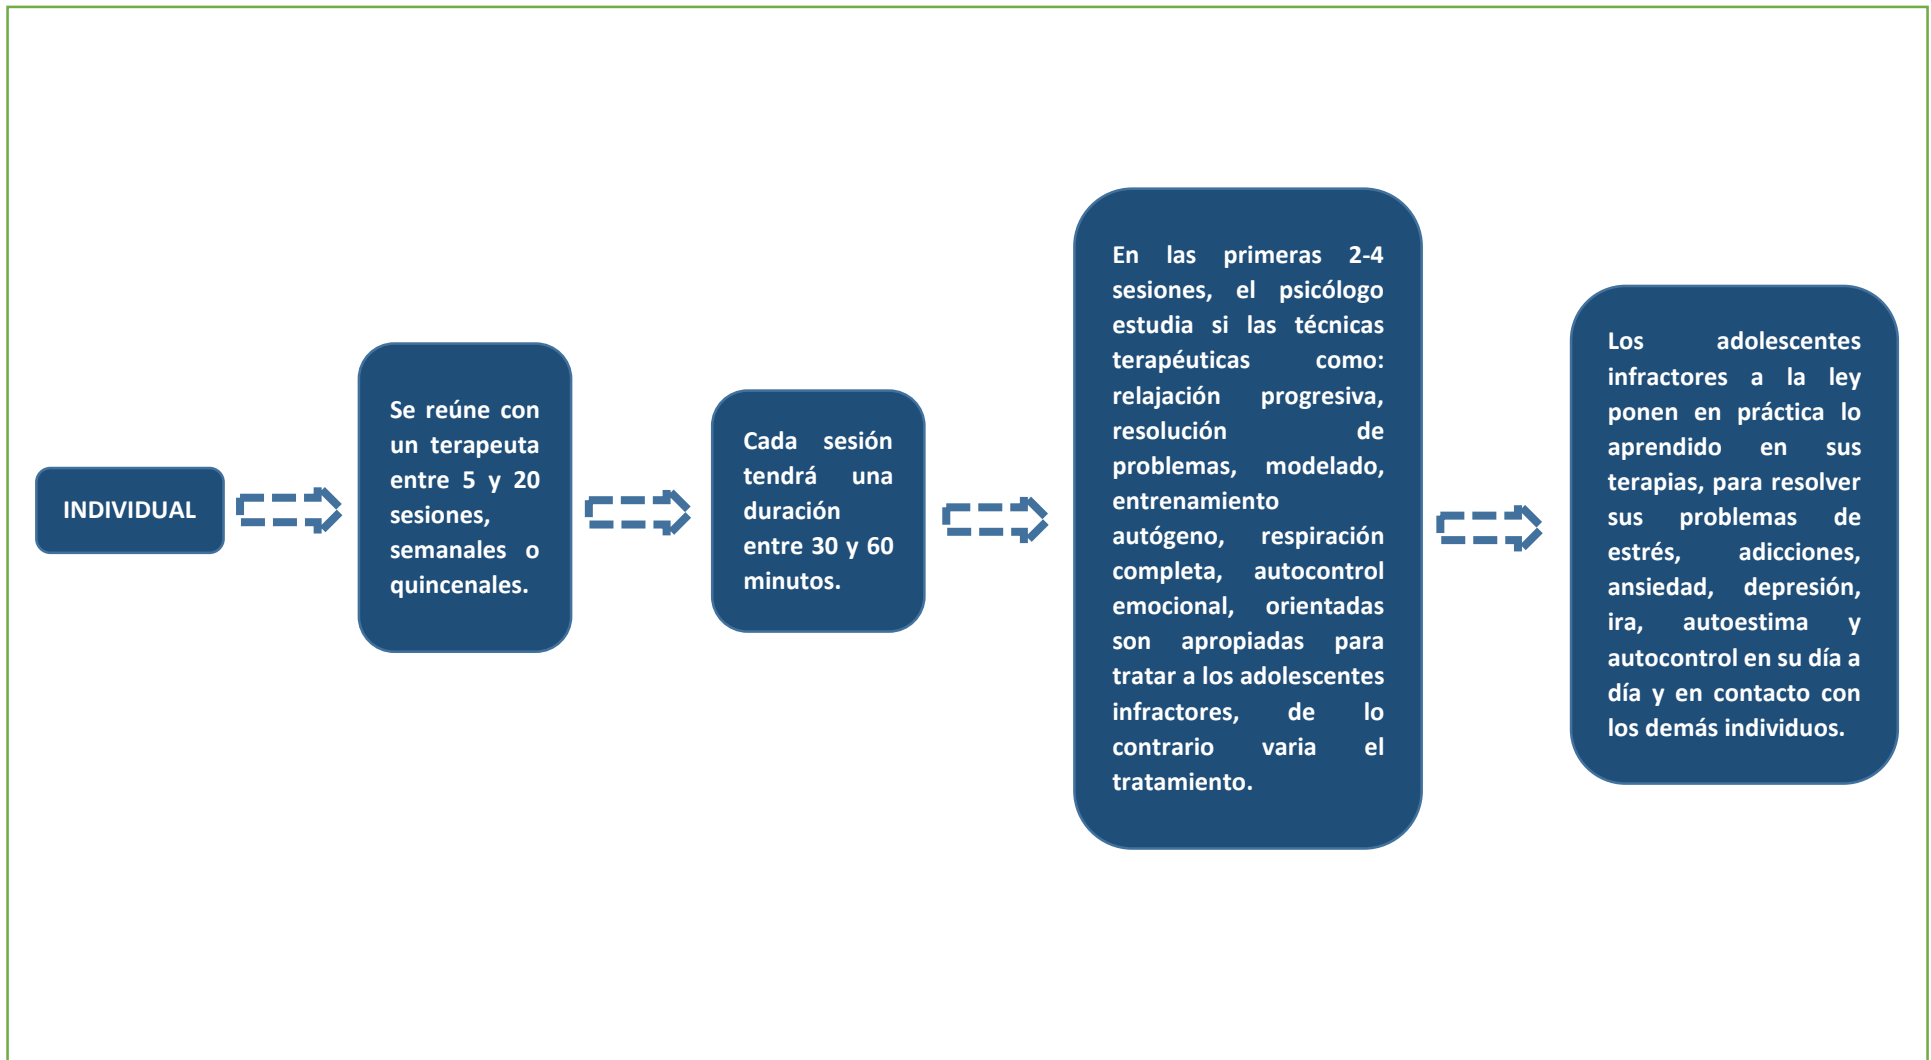 INDIVIDUAL
Se reúne con
un terapeuta
entre 5 y 20
sesiones,
semanales o
quincenales.
Cada sesión
tendrá una
duración
entre 30 y 60
minutos.
En las primeras 2-4
sesiones, el psicólogo
estudia si las técnicas
terapéuticas como:
relajación progresiva,
resolución de
problemas, modelado,
entrenamiento
autógeno, respiración
completa, autocontrol
emocional, orientadas
son apropiadas para
tratar a los adolescentes
infractores, de lo
contrario varia el
tratamiento.
Los adolescentes
infractores a la ley
ponen en práctica lo
aprendido en sus
terapias, para resolver
sus problemas de
estrés, adicciones,
ansiedad, depresión,
ira, autoestima y
autocontrol en su día a
día y en contacto con
los demás individuos.